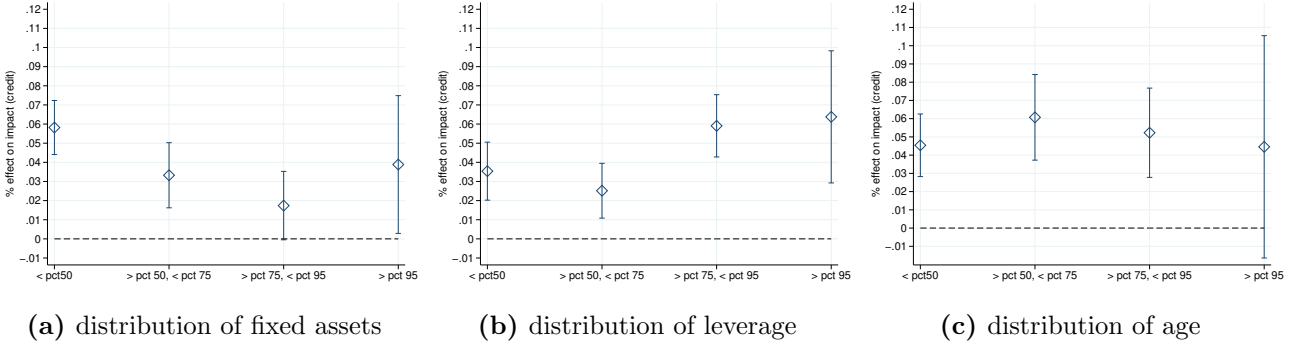 .12
.11
.1
.09
.08
.07
.06
.05
.04
.03
.02
.01
0
-.01
% effect on impact (credit)
< pct50
> pct 50, < pct 75
> pct 75, < pct 95
> pct 95
(a) distribution of fixed assets
.12
.11
.1
.09
.08
.07
.06
.05
.04
.03
.02
.01
0
-.01
% effect on impact (credit)
< pct50
> pct 50, < pct 75
> pct 75, < pct 95
> pct 95
(b) distribution of leverage
.12
.11
.1
.09
.08
.07
.06
.05
.04
.03
.02
.01
0
-.01
% effect on impact (credit)
< pct50
> pct 50, < pct 75
> pct 75, < pct 95
> pct 95
(c) distribution of age